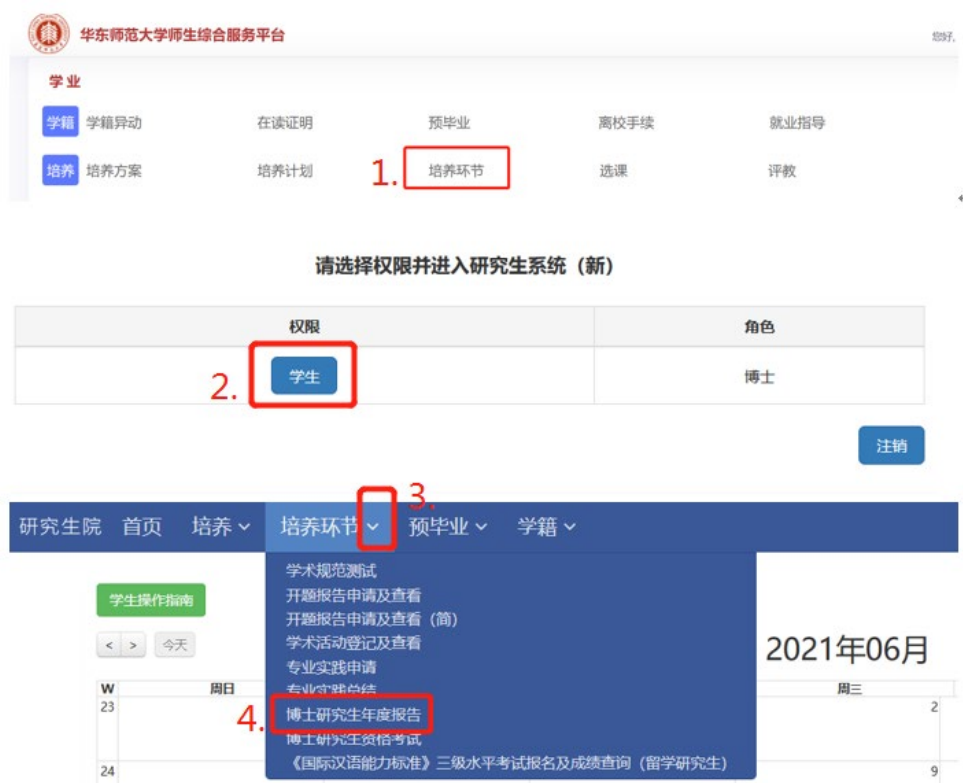 华东师范大学师生综合服务平台
您好,
学业
学籍 学籍异动 在读证明 预毕业 离校手续 就业指导
培养 培养方案 培养计划 1. 培养环节 选课 评教
请选择权限并进入研究生系统（新）
权限 角色
2. 学生 博士
注销
3.
研究生院 首页 培养 培养环节 预毕业 学籍
学术规范测试
学生操作指南
开题报告申请及查看
开题报告申请及查看（简）
< > 今天
学术活动登记及查看
2021年06月
专业实践申请
W 周日 专业实践总结 周三
23 2
4. 博士研究生年度报告
博士研究生资格考试
《国际汉语能力标准》三级水平考试报名及成绩查询（留学研究生）
24 9